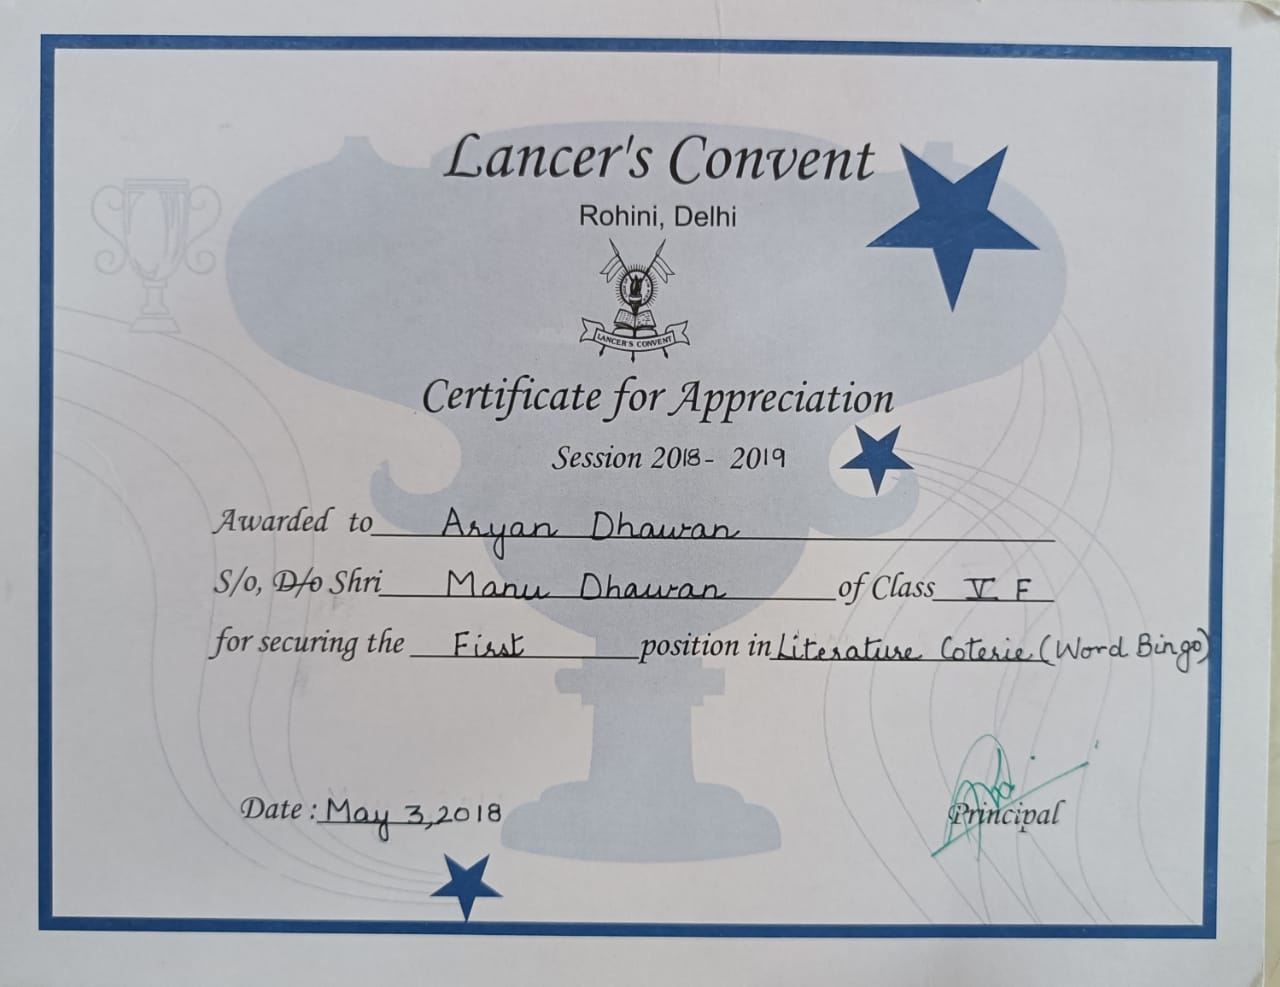 Lancer's Convent
Rohini, Delhi
LANCER'S CONVENT
Certificate for Appreciation
Session 2018- 2019
Awarded to Aryan Dhawan
S/o, D/o Shri Manu Dhawan of Class V F
for securing the First position in Literature Coterie (Word Bingo)
Date : May 3,2018
Principal